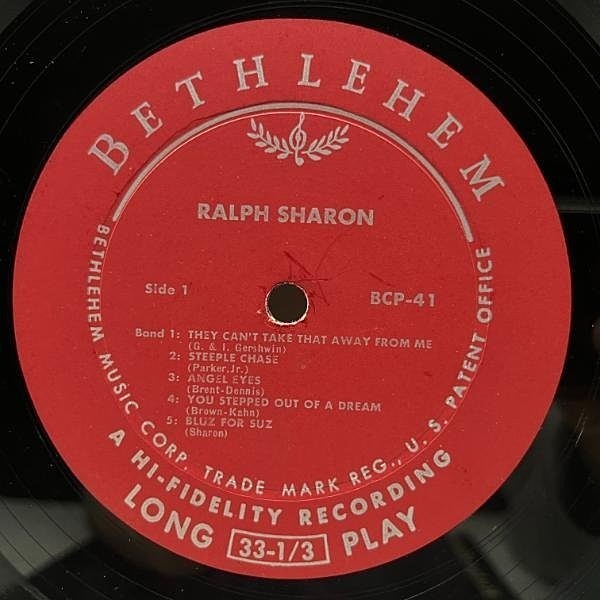 BETHLEHEM
RALPH SHARON
Side 1
BCP-41
Band 1: THEY CAN'T TAKE THAT AWAY FROM ME
(G. & I. Gershwin)
2: STEEPLE CHASE
(Parker, Jr.)
3: ANGEL EYES
(Brent-Dennis)
4: YOU STEPPED OUT OF A DREAM
(Brown-Kahn)
5: BLUZ FOR SUZ
(Sharon)
BETHLEHEM MUSIC CORP. TRADE MARK REG., U. S. PATENT OFFICE
A HI-FIDELITY RECORDING
LONG 33-1/3 PLAY